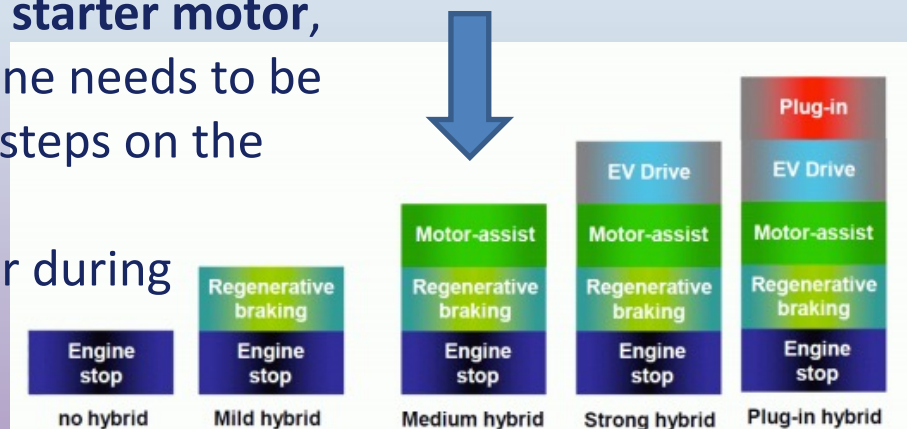 starter motor,
ne needs to be
steps on the
r during
Plug-in
EV Drive
EV Drive
Motor-assist
Motor-assist
Motor-assist
Regenerative
braking
Regenerative
braking
Regenerative
braking
Regenerative
braking
Engine
stop
Engine
stop
Engine
stop
Engine
stop
Engine
stop
no hybrid
Mild hybrid
Medium hybrid
Strong hybrid
Plug-in hybrid